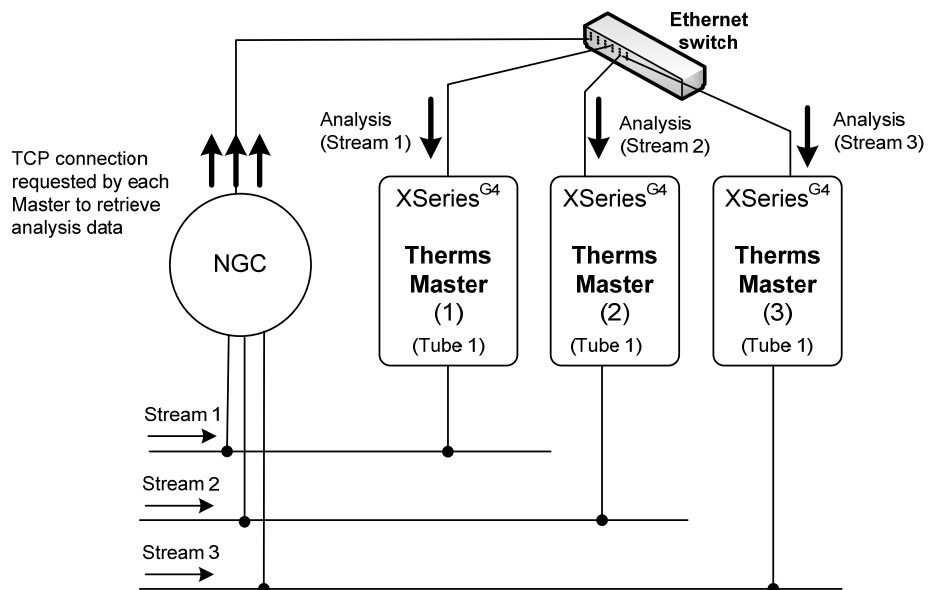 Ethernet
switch
Analysis
(Stream 1)
Analysis
(Stream 2)
Analysis
(Stream 3)
TCP connection
requested by each
Master to retrieve
analysis data
NGC
XSeriesG4
Therms
Master
(1)
(Tube 1)
XSeriesG4
Therms
Master
(2)
(Tube 1)
XSeriesG4
Therms
Master
(3)
(Tube 1)
Stream 1
Stream 2
Stream 3